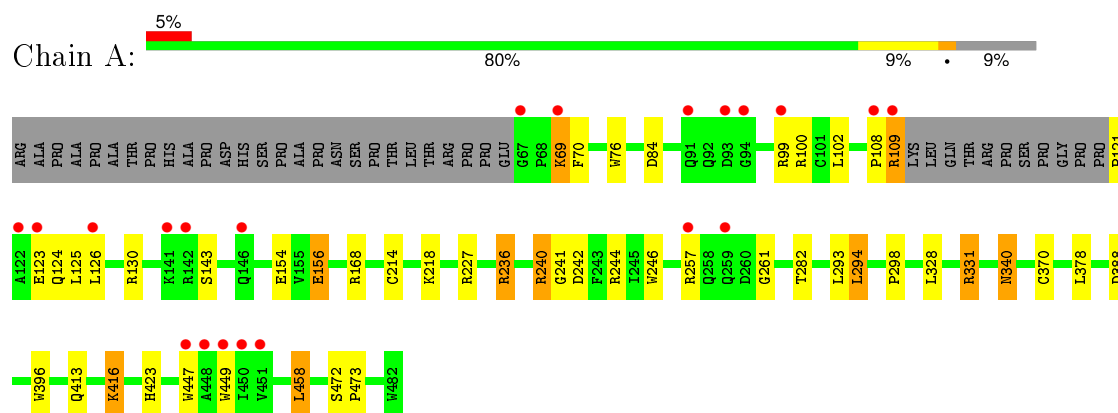 5%
Chain A:
80% 9% • 9%
ARG ALA PRO ALA PRO ALA THR PRO HIS ALA PRO ASP HIS SER PRO ALA PRO ASN SER PRO THR LEU THR ARG PRO PRO GLU G67 P68 K69 F70 W76 D84 Q91 Q92 D93 G94 R99 R100 C101 L102 P108 R109 LYS LEU GLN THR ARG PRO SER PRO GLY PRO PRO
A122 E123 Q124 L125 L126 R130 K141 R142 S143 Q146 E154 V155 E156 R168 C214 K218 R227 R236 R240 G241 D242 F243 R244 I245 W246 R257 Q258 Q259 D260 G261 T282 L293 L294 P298 L328 R331 N340 C370 L378
W396 Q413 K416 H423 W447 A448 W449 I450 V451 L458 S472 P473 W482